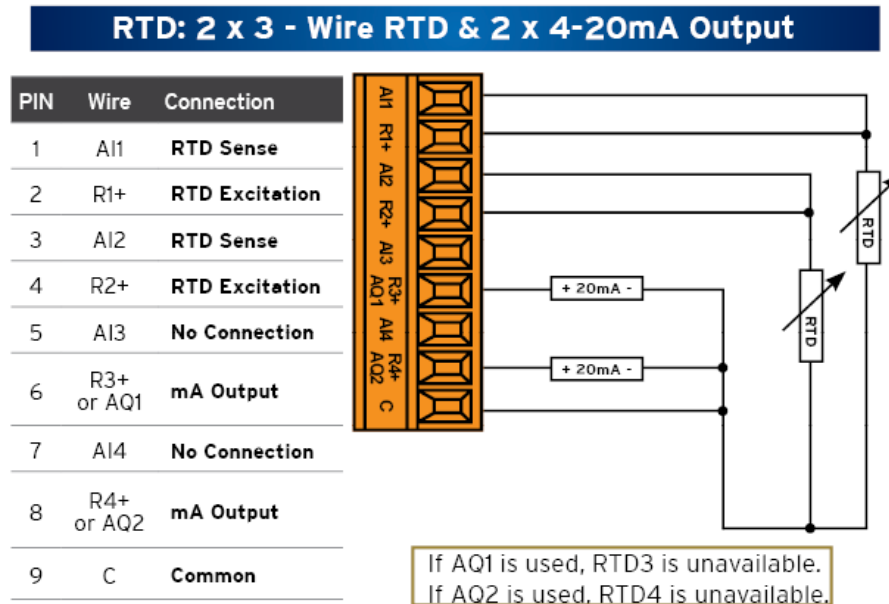 RTD: 2 x 3 - Wire RTD & 2 x 4-20mA Output
PIN Wire Connection
1 AI1 RTD Sense
2 R1+ RTD Excitation
3 AI2 RTD Sense
4 R2+ RTD Excitation
5 AI3 No Connection
6 R3+ or AQ1 mA Output
7 AI4 No Connection
8 R4+ or AQ2 mA Output
9 C Common
AI1
R1+
AI2
R2+
AI3
R3+
AQ1
AI4
R4+
AQ2
C
+ 20mA -
+ 20mA -
RTD
RTD
If AQ1 is used, RTD3 is unavailable.
If AQ2 is used, RTD4 is unavailable.